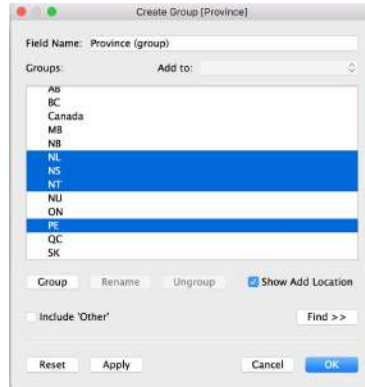 Create Group [Province]
Field Name: Province (group)
Groups: Add to:
AB
BC
Canada
MB
NB
NL
NS
NT
NU
ON
PE
QC
SK
Group Rename Ungroup Show Add Location
Include 'Other' Find >>
Reset Apply Cancel OK